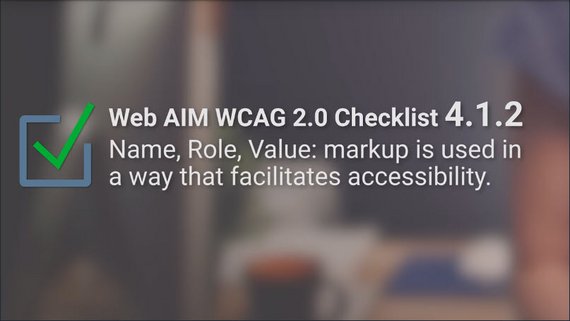 Web AIM WCAG 2.0 Checklist 4.1.2
Name, Role, Value: markup is used in
a way that facilitates accessibility.